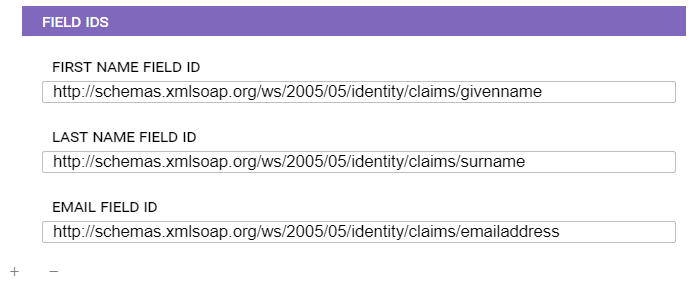 FIELD IDS
FIRST NAME FIELD ID
http://schemas.xmlsoap.org/ws/2005/05/identity/claims/givenname
LAST NAME FIELD ID
http://schemas.xmlsoap.org/ws/2005/05/identity/claims/surname
EMAIL FIELD ID
http://schemas.xmlsoap.org/ws/2005/05/identity/claims/emailaddress
+ −